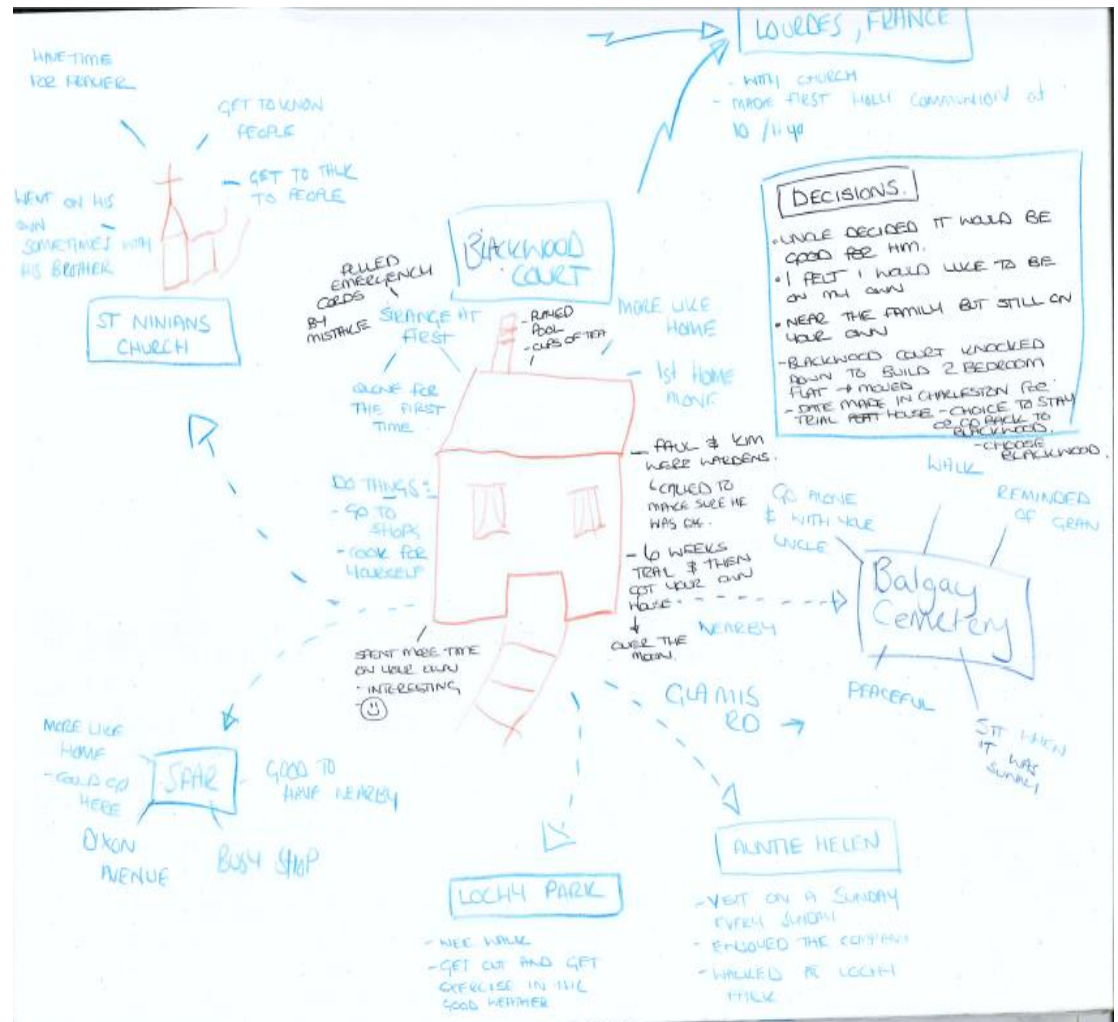 LOURDES, FRANCE
- WITH CHURCH
- MADE FIRST HOLY COMMUNION at
10 / 11 yo
HAVE TIME
FOR PRAYER
GET TO KNOW
PEOPLE
- GET TO TALK
TO PEOPLE
WENT ON HIS
OWN
SOMETIMES WITH
HIS BROTHER
ST NINIANS
CHURCH
BLACKWOOD
COURT
PULLED
EMERGENCY
CORDS
BY
MISTAKE
STRANGE AT
FIRST
ALONE FOR
THE FIRST
TIME
- PLAYED
POOL
- CUPS OF TEA
MORE LIKE
HOME
- 1st HOME
ALONE
DECISIONS.
• UNCLE DECIDED IT WOULD BE
GOOD FOR HIM.
• I FELT I WOULD LIKE TO BE
ON MY OWN
• NEAR THE FAMILY BUT STILL ON
YOUR OWN
- BLACKWOOD COURT KNOCKED
DOWN TO BUILD 2 BEDROOM
FLAT → MOVED
- DATE MADE IN CHARLESTON FOR
TRIAL HOUSE - CHOICE TO STAY
OR GO BACK TO
BLACKWOOD.
- CHOOSE
BLACKWOOD.
DO THINGS:
- GO TO
SHOPS
- COOK FOR
YOURSELF
- PAUL & KIM
WERE WARDENS.
CALLED TO
MAKE SURE HE
WAS OK.
- 6 WEEKS
TRIAL & THEN
GOT YOUR OWN
HOUSE
OVER THE
MOON.
SPENT MORE TIME
ON YOUR OWN
- INTERESTING
NEARBY
WALK
GO ALONE
& WITH YOUR
UNCLE
REMINDED
OF GRAN
Balgay
Cemetery
PEACEFUL
SIT WHEN
IT WAS
SUNNY
GLAMIS
RD →
MORE LIKE
HOME
- COULD GO
HERE
SPAR
GOOD TO
HAVE NEARBY
DIXON
AVENUE
BUSY SHOP
LOCHY PARK
- WEE WALK
- GET OUT AND GET
EXERCISE IN THE
GOOD WEATHER
AUNTIE HELEN
- VISIT ON A SUNDAY
EVERY SUNDAY
- ENJOYED THE COMPANY
- WALKED AT LOCHY
PARK